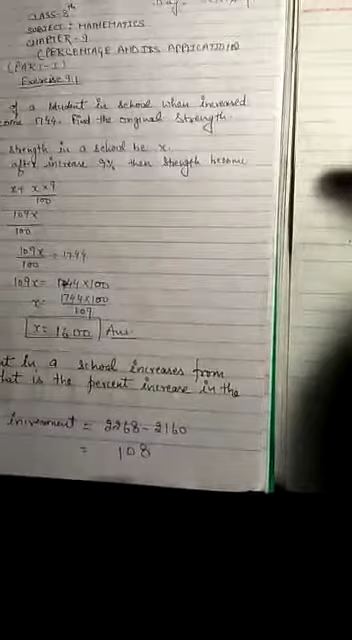 CLASS-8th
SUBJECT: MATHEMATICS
CHAPTER-9
(PERCENTAGE AND ITS APPLICATION)
(PART-I)
Exercise 9.1
of a student in school when increased
1744. Find the original strength.
strength in a school be x.
after increase 9% then strength become
x + x×9
100
109x
100
109x = 1744
100
109x = 1744×100
x = 1744×100
109
x = 1600 Ans.
in a school increases from
what is the percent increase in the
increment = 2268-2160
= 108